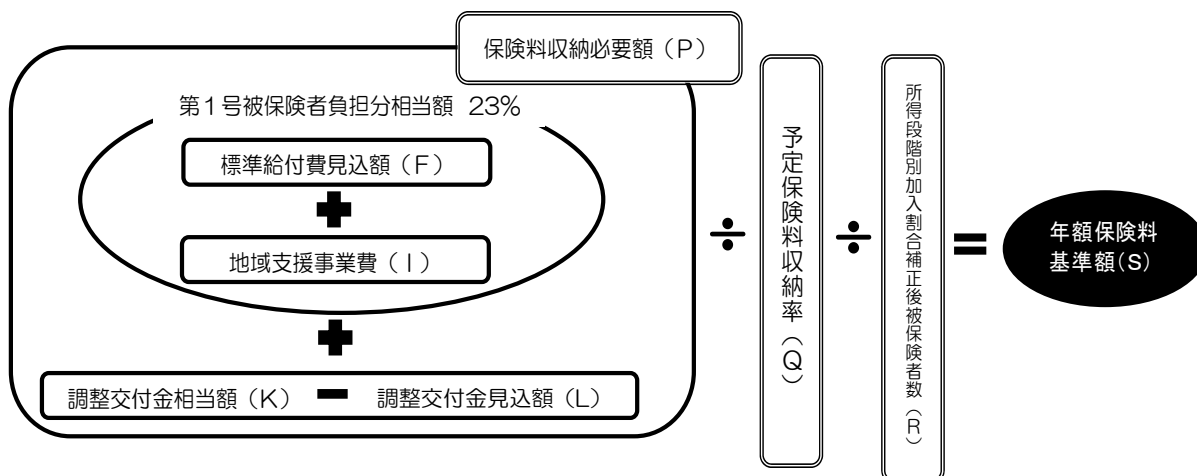 保険料収納必要額（P）
第１号被保険者負担分相当額 23%
標準給付費見込額（F）
＋
地域支援事業費（I）
＋
調整交付金相当額（K） － 調整交付金見込額（L）
÷
予定保険料収納率（Q）
÷
所得段階別加入割合補正後被保険者数（R）
＝
年額保険料
基準額(S)